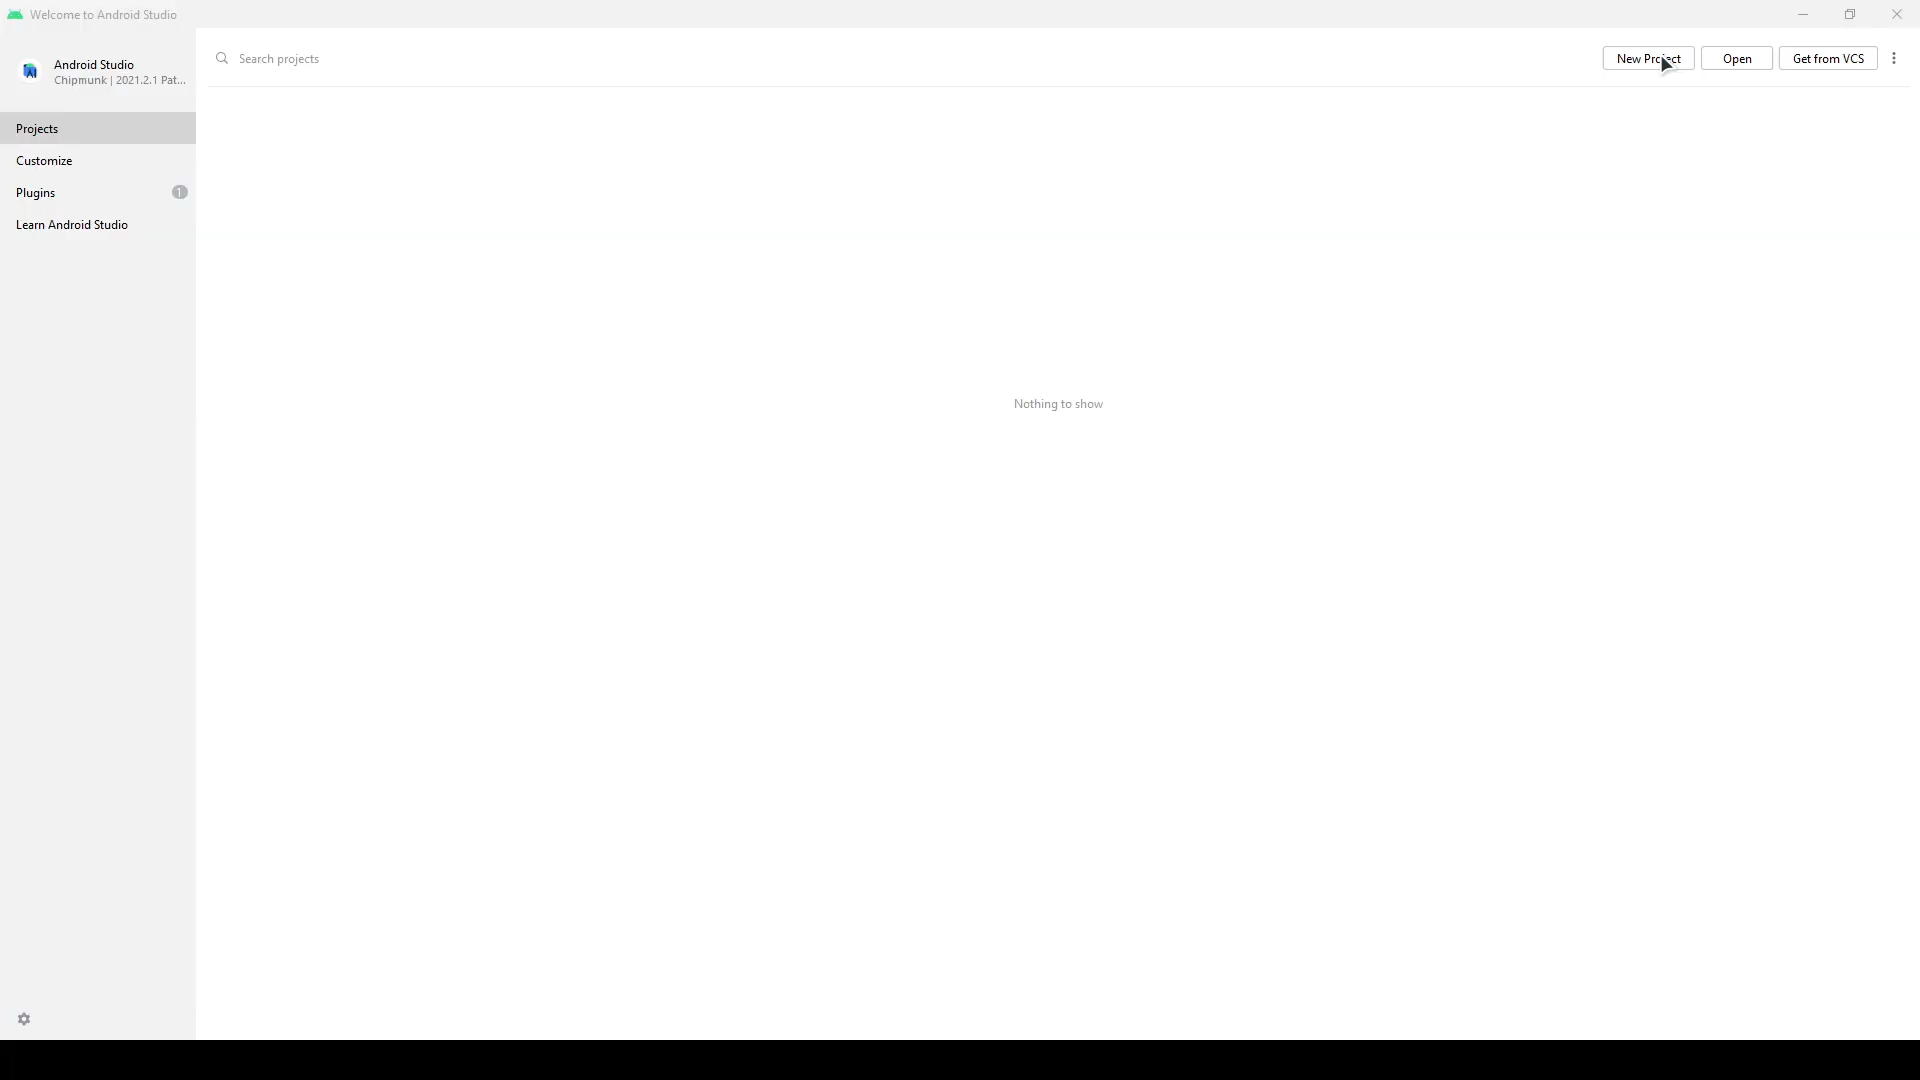 Welcome to Android Studio
Android Studio
Chipmunk | 2021.2.1 Pat...
Search projects
New Project
Open
Get from VCS
Projects
Customize
Plugins
1
Learn Android Studio
Nothing to show